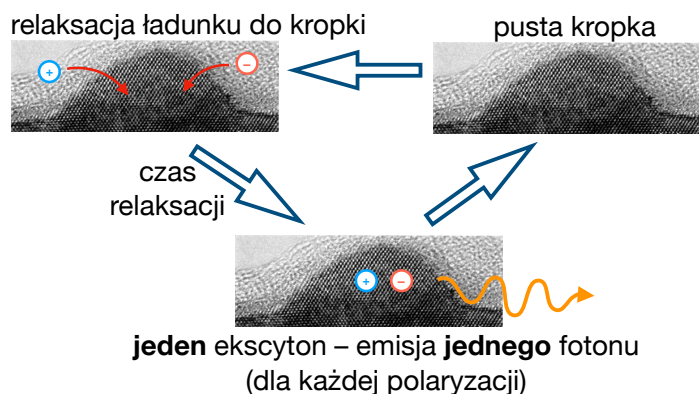 relaksacja ładunku do kropki
pusta kropka
+
−
czas
relaksacji
+
−
jeden ekscyton – emisja jednego fotonu
(dla każdej polaryzacji)